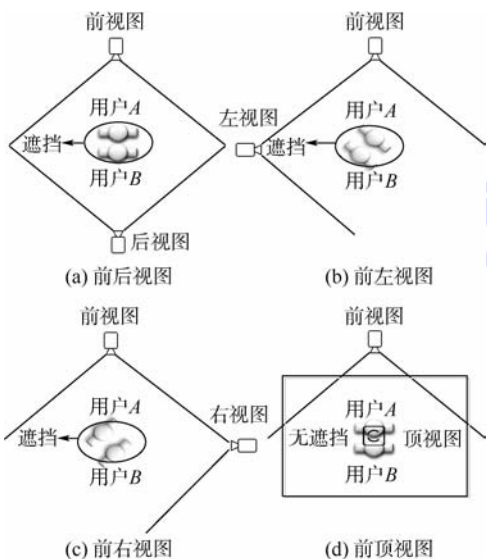 前视图
用户A
遮挡
用户B
后视图
(a) 前后视图
前视图
左视图
用户A
遮挡
用户B
(b) 前左视图
前视图
用户A
右视图
遮挡
用户B
(c) 前右视图
前视图
用户A
无遮挡 顶视图
用户B
(d) 前顶视图